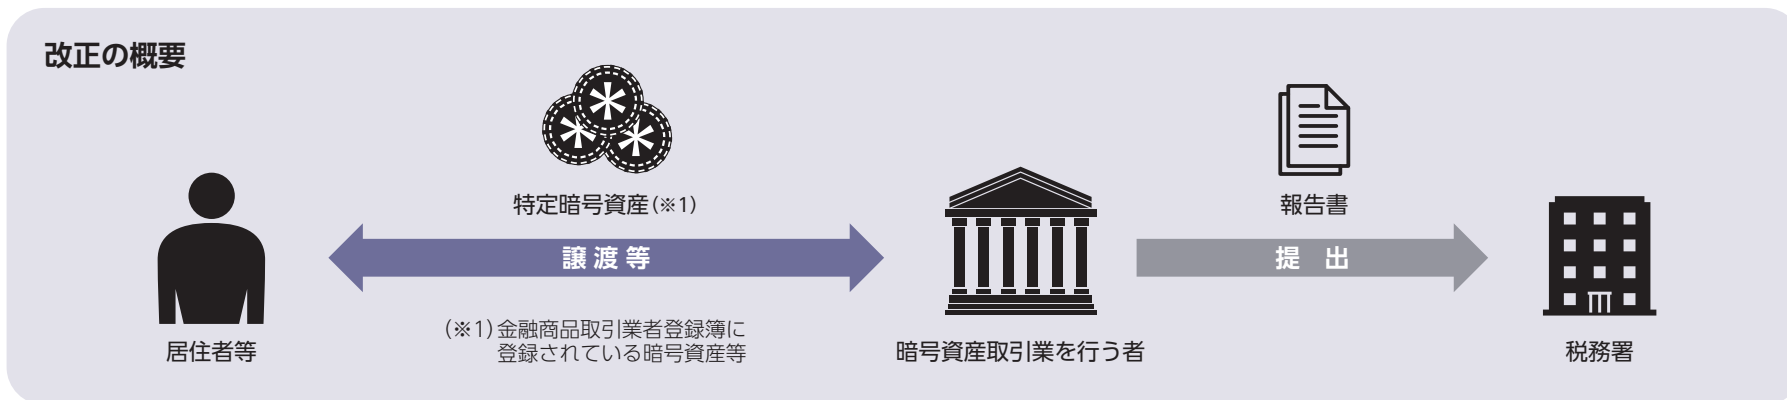 改正の概要
特定暗号資産(※1)
報告書
譲渡等
提 出
(※1)金融商品取引業者登録簿に
登録されている暗号資産等
居住者等
暗号資産取引業を行う者
税務署